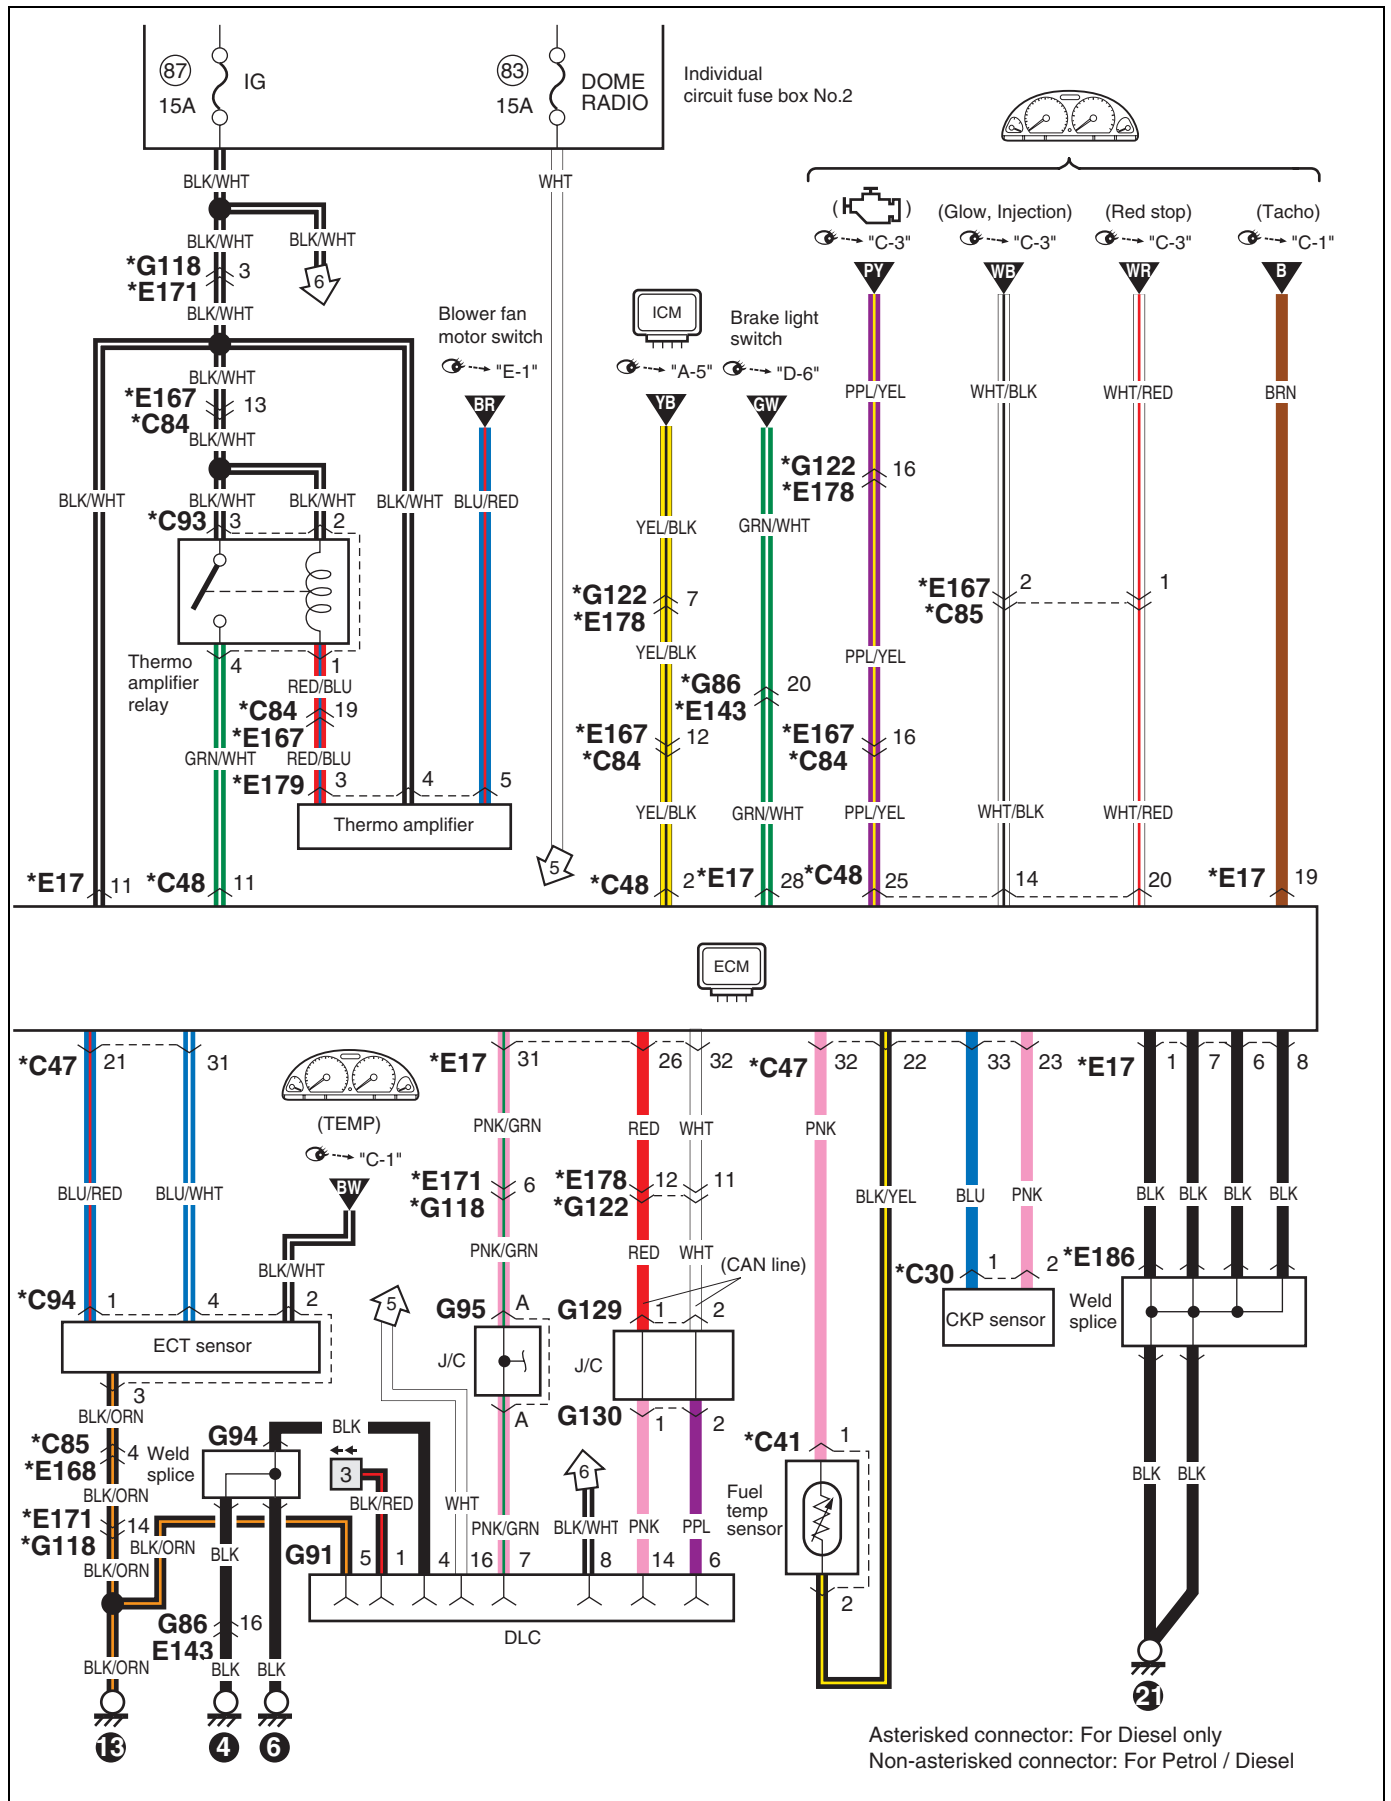 87
IG
15A
83
DOME
RADIO
15A
Individual
circuit fuse box No.2
BLK/WHT
WHT
BLK/WHT
BLK/WHT
*G118
3
*E171
6
BLK/WHT
( )
(Glow, Injection)
(Red stop)
(Tacho)
"C-3"
"C-3"
"C-3"
"C-1"
PY
WB
WR
B
Blower fan
motor switch
"E-1"
BR
ICM
"A-5"
YB
Brake light
switch
"D-6"
GW
BLK/WHT
*E167
13
*C84
BLK/WHT
PPL/YEL
WHT/BLK
WHT/RED
BRN
*G122
16
*E178
BLK/WHT
BLK/WHT
BLK/WHT
BLK/WHT
BLU/RED
*C93
3
2
YEL/BLK
GRN/WHT
*G122
7
*E178
*E167
2
1
*C85
Thermo
amplifier
relay
4
1
RED/BLU
YEL/BLK
PPL/YEL
*C84
19
*E167
*G86
20
*E143
GRN/WHT
RED/BLU
*E167
12
*C84
*E167
16
*C84
*E179
3
4
5
Thermo amplifier
YEL/BLK
GRN/WHT
PPL/YEL
WHT/BLK
WHT/RED
5
*E17
11
*C48
11
*C48
2
*E17
28
*C48
25
14
20
*E17
19
ECM
*C47
21
31
*E17
31
26
32
*C47
32
22
33
23
*E17
1
7
6
8
(TEMP)
"C-1"
BW
PNK/GRN
RED
WHT
PNK
BLU/RED
BLU/WHT
*E171
6
*G118
*E178
12
11
*G122
BLK/YEL
BLU
PNK
BLK
BLK
BLK
BLK
BLK/WHT
PNK/GRN
RED
WHT
(CAN line)
*C94
1
4
2
5
G95
A
G129
1
2
*C30
1
2
*E186
ECT sensor
J/C
J/C
CKP sensor
Weld
splice
3
BLK/ORN
A
G130
1
2
*C85
4
*E168
Weld
splice
G94
BLK
3
6
*C41
1
BLK/ORN
BLK/RED
WHT
Fuel
temp
sensor
BLK
BLK
*E171
14
*G118
BLK/ORN
BLK
PNK/GRN
BLK/WHT
PNK
PPL
BLK/ORN
G91
5
1
4
16
7
8
14
6
2
G86
16
E143
DLC
BLK/ORN
BLK
BLK
13
4
6
21
Asterisked connector: For Diesel only
Non-asterisked connector: For Petrol / Diesel